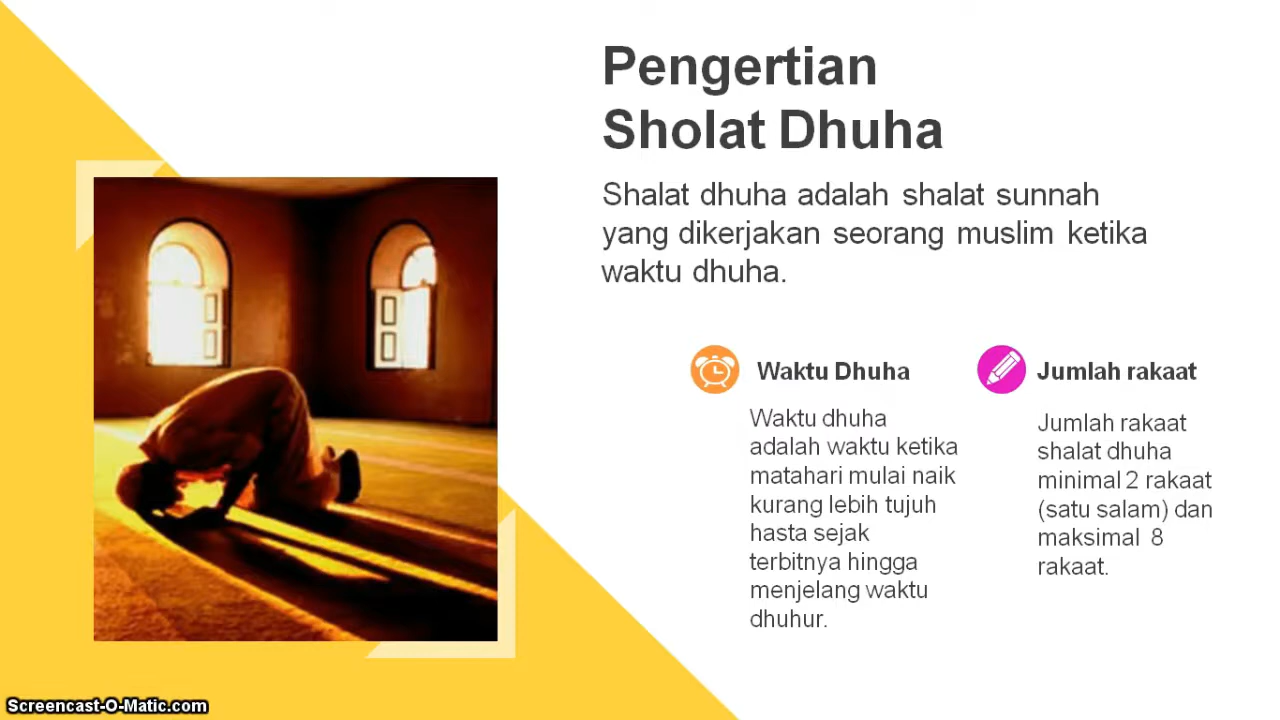 Pengertian
Sholat Dhuha
Shalat dhuha adalah shalat sunnah
yang dikerjakan seorang muslim ketika
waktu dhuha.
Waktu Dhuha
Waktu dhuha
adalah waktu ketika
matahari mulai naik
kurang lebih tujuh
hasta sejak
terbitnya hingga
menjelang waktu
dhuhur.
Jumlah rakaat
Jumlah rakaat
shalat dhuha
minimal 2 rakaat
(satu salam) dan
maksimal 8
rakaat.
Screencast-O-Matic.com